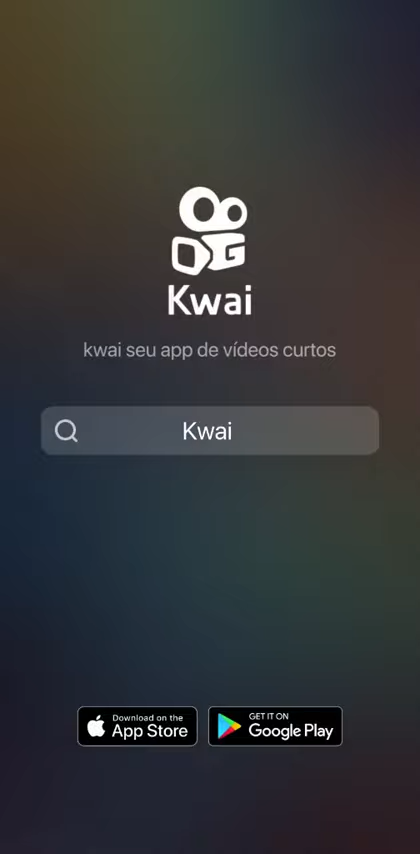 Kwai
kwai seu app de vídeos curtos
Kwai
Download on the
App Store
GET IT ON
Google Play